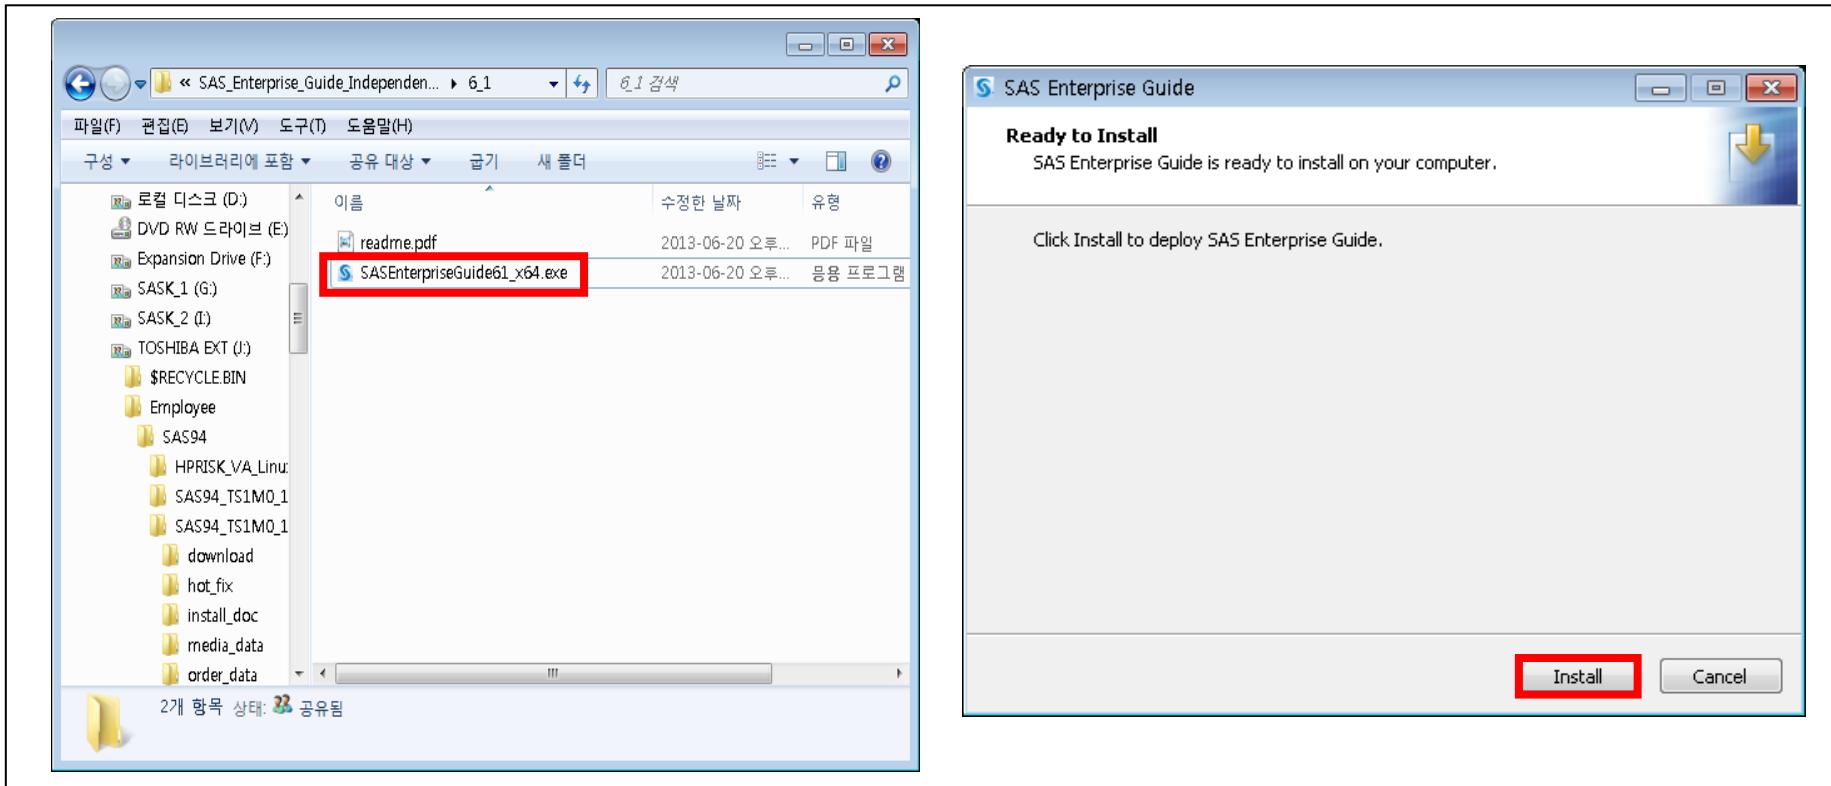 « SAS_Enterprise_Guide_Independen... ▸ 6_1
6_1 검색
파일(F) 편집(E) 보기(V) 도구(T) 도움말(H)
구성 라이브러리에 포함 공유 대상 굽기 새 폴더
이름 수정한 날짜 유형
로컬 디스크 (D:)
DVD RW 드라이브 (E:)
Expansion Drive (F:)
SASK_1 (G:)
SASK_2 (I:)
TOSHIBA EXT (J:)
$RECYCLE.BIN
Employee
SAS94
HPRISK_VA_Linu
SAS94_TS1M0_1
SAS94_TS1M0_1
download
hot_fix
install_doc
media_data
order_data
readme.pdf 2013-06-20 오후... PDF 파일
SASEnterpriseGuide61_x64.exe 2013-06-20 오후... 응용 프로그램
2개 항목 상태: 공유됨
SAS Enterprise Guide
Ready to Install
SAS Enterprise Guide is ready to install on your computer.
Click Install to deploy SAS Enterprise Guide.
Install Cancel